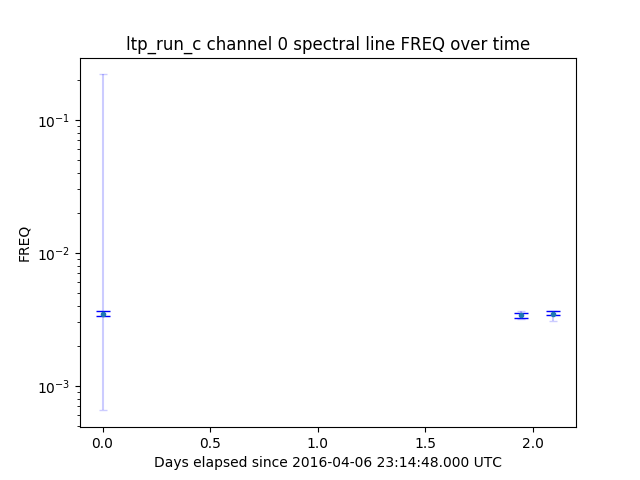 ltp_run_c channel 0 spectral line FREQ over time
FREQ
10⁻¹
10⁻²
10⁻³
0.0 0.5 1.0 1.5 2.0
Days elapsed since 2016-04-06 23:14:48.000 UTC